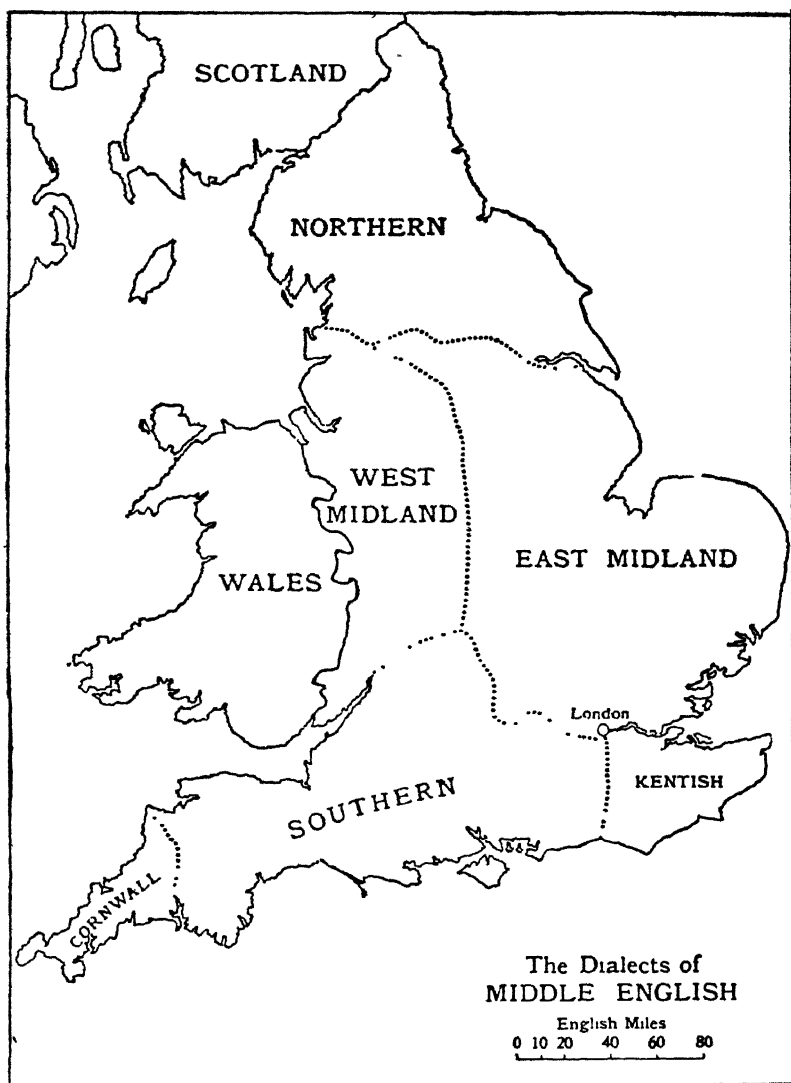 SCOTLAND
NORTHERN
WEST
MIDLAND
EAST MIDLAND
WALES
London
KENTISH
SOUTHERN
CORNWALL
The Dialects of
MIDDLE ENGLISH
English Miles
0 10 20 40 60 80